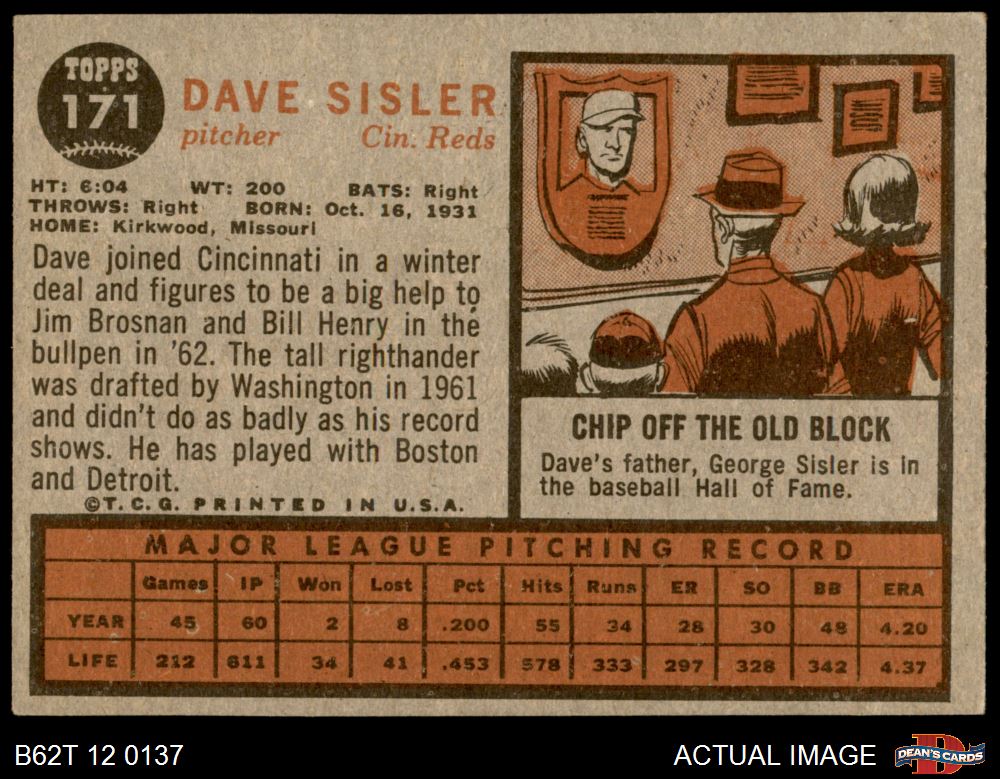 TOPPS
171
DAVE SISLER
pitcher Cin. Reds
HT: 6:04 WT: 200 BATS: Right
THROWS: Right BORN: Oct. 16, 1931
HOME: Kirkwood, Missouri
Dave joined Cincinnati in a winter
deal and figures to be a big help to
Jim Brosnan and Bill Henry in the
bullpen in '62. The tall righthander
was drafted by Washington in 1961
and didn't do as badly as his record
shows. He has played with Boston
and Detroit.
©T.C.G. PRINTED IN U.S.A.
CHIP OFF THE OLD BLOCK
Dave's father, George Sisler is in
the baseball Hall of Fame.
MAJOR LEAGUE PITCHING RECORD
Games IP Won Lost Pct Hits Runs ER SO BB ERA
YEAR 45 60 2 8 .200 55 34 28 30 48 4.20
LIFE 212 611 34 41 .453 578 333 297 328 342 4.37
B62T 12 0137 ACTUAL IMAGE DEAN'S CARDS